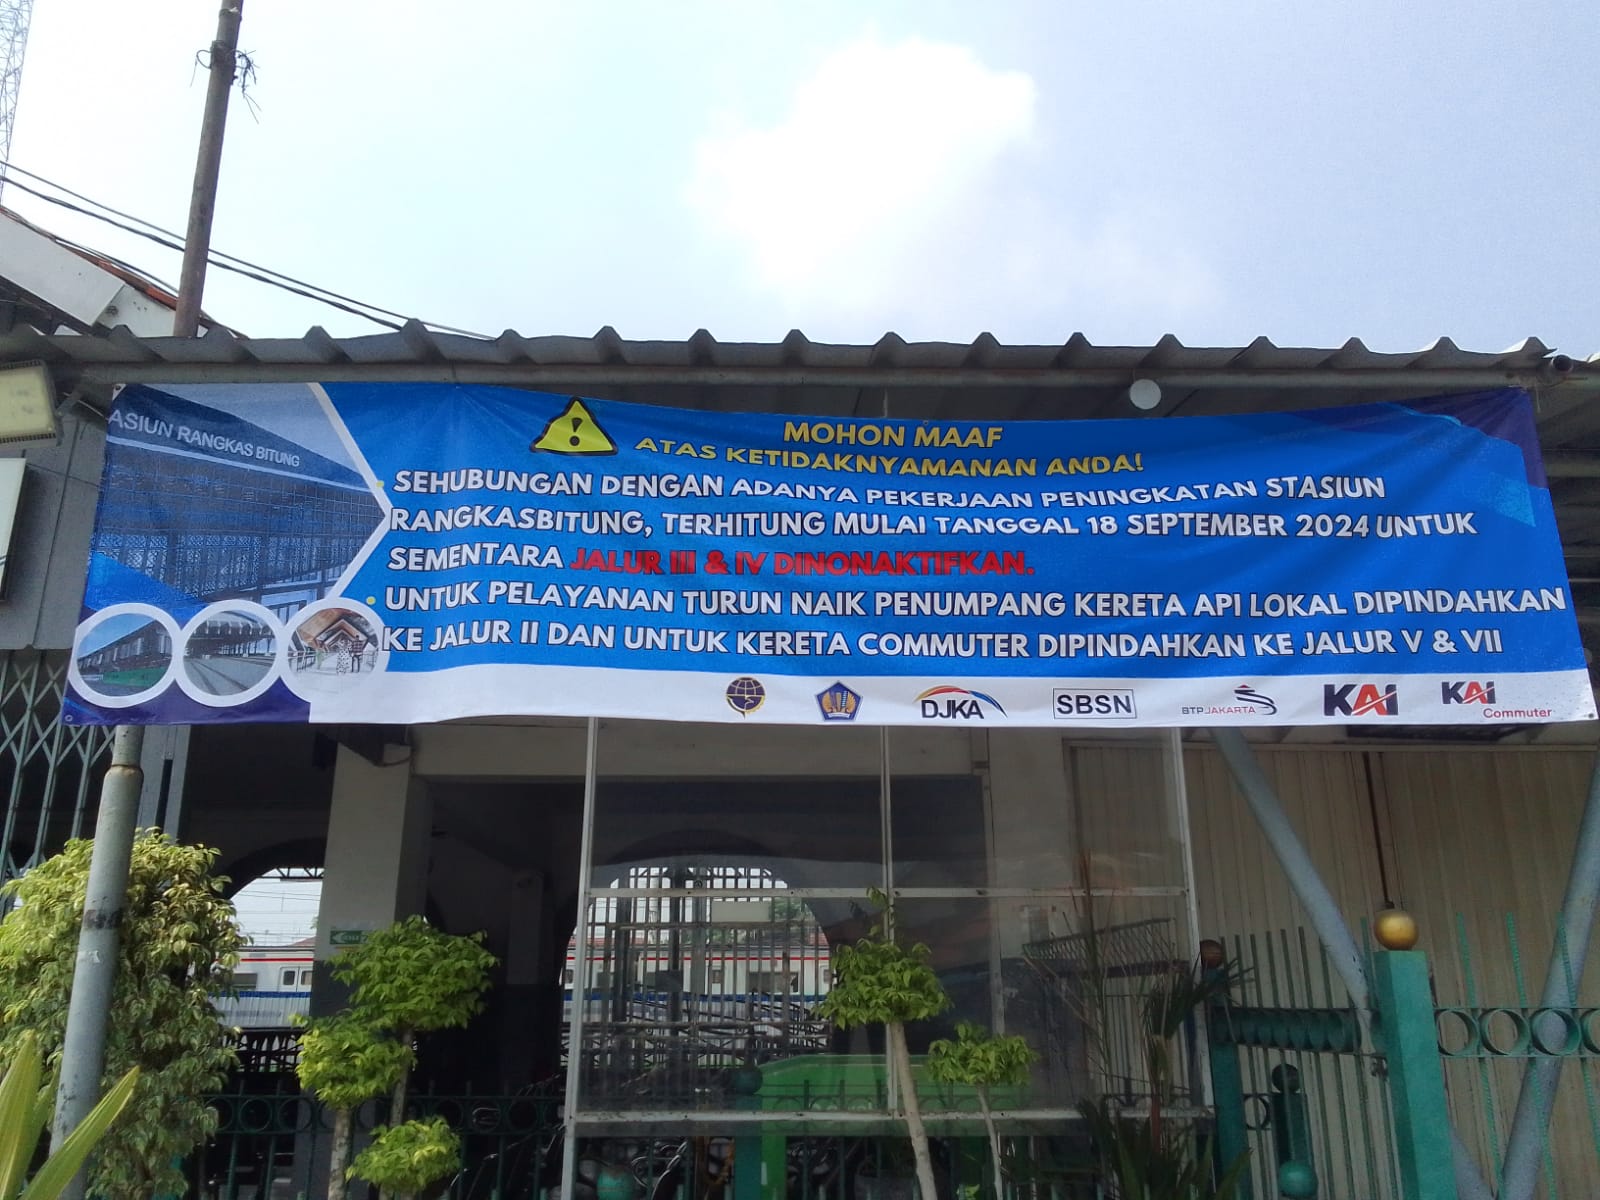 ASIUN RANGKAS BITUNG
MOHON MAAF
ATAS KETIDAKNYAMANAN ANDA!
SEHUBUNGAN DENGAN ADANYA PEKERJAAN PENINGKATAN STASIUN
RANGKASBITUNG, TERHITUNG MULAI TANGGAL 18 SEPTEMBER 2024 UNTUK
SEMENTARA JALUR III & IV DINONAKTIFKAN.
UNTUK PELAYANAN TURUN NAIK PENUMPANG KERETA API LOKAL DIPINDAHKAN
KE JALUR II DAN UNTUK KERETA COMMUTER DIPINDAHKAN KE JALUR V & VII
DJKA
SBSN
BTPJAKARTA
KAI
KAI
Commuter